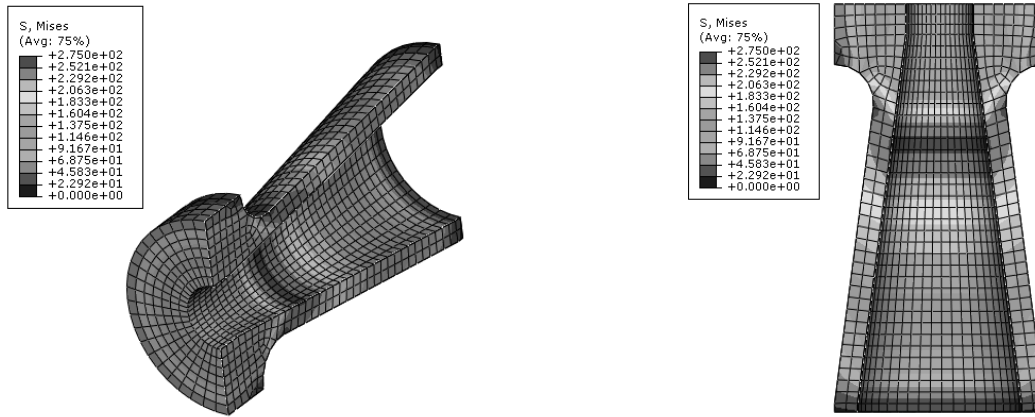 S, Mises
(Avg: 75%)
+2.750e+02
+2.521e+02
+2.292e+02
+2.063e+02
+1.833e+02
+1.604e+02
+1.375e+02
+1.146e+02
+9.167e+01
+6.875e+01
+4.583e+01
+2.292e+01
+0.000e+00
S, Mises
(Avg: 75%)
+2.750e+02
+2.521e+02
+2.292e+02
+2.063e+02
+1.833e+02
+1.604e+02
+1.375e+02
+1.146e+02
+9.167e+01
+6.875e+01
+4.583e+01
+2.292e+01
+0.000e+00